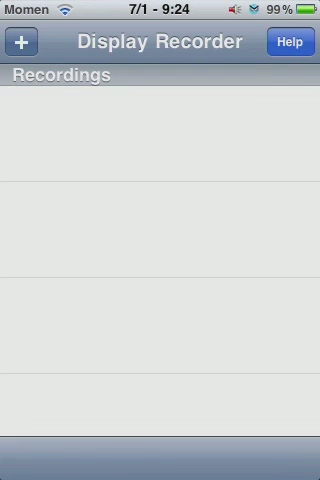 Momen 7/1 - 9:24 99%
+ Display Recorder Help
Recordings